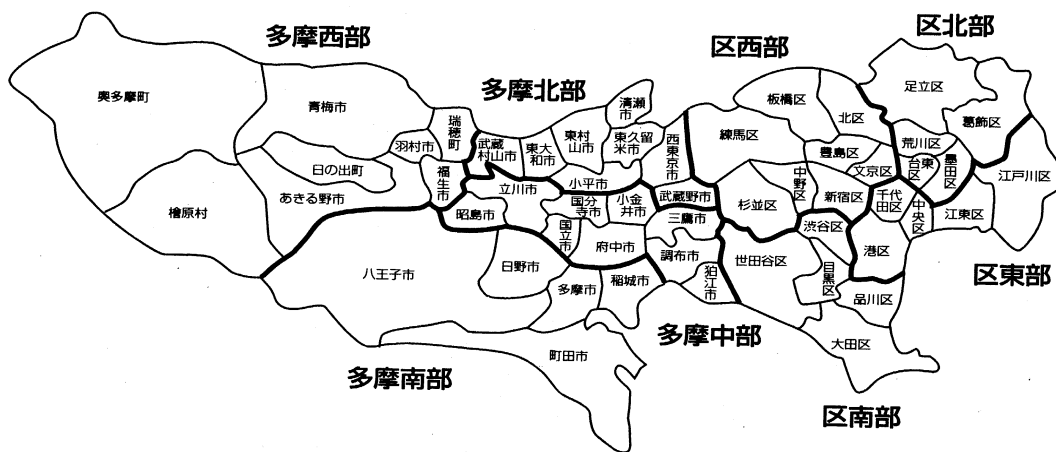 区北部
多摩西部
区西部
多摩北部
足立区
奥多摩町
青梅市
瑞穂町
清瀬市
板橋区
北区
葛飾区
羽村市
武蔵村山市
東大和市
東村山市
東久留米市
西東京市
練馬区
豊島区
荒川区
日の出町
福生市
小平市
中野区
文京区
台東区
墨田区
江戸川区
檜原村
あきる野市
昭島市
立川市
国分寺市
小金井市
武蔵野市
杉並区
新宿区
千代田区
中央区
江東区
三鷹市
渋谷区
国立市
府中市
調布市
狛江市
世田谷区
目黒区
港区
区東部
八王子市
日野市
多摩市
稲城市
品川区
多摩中部
大田区
町田市
多摩南部
区南部